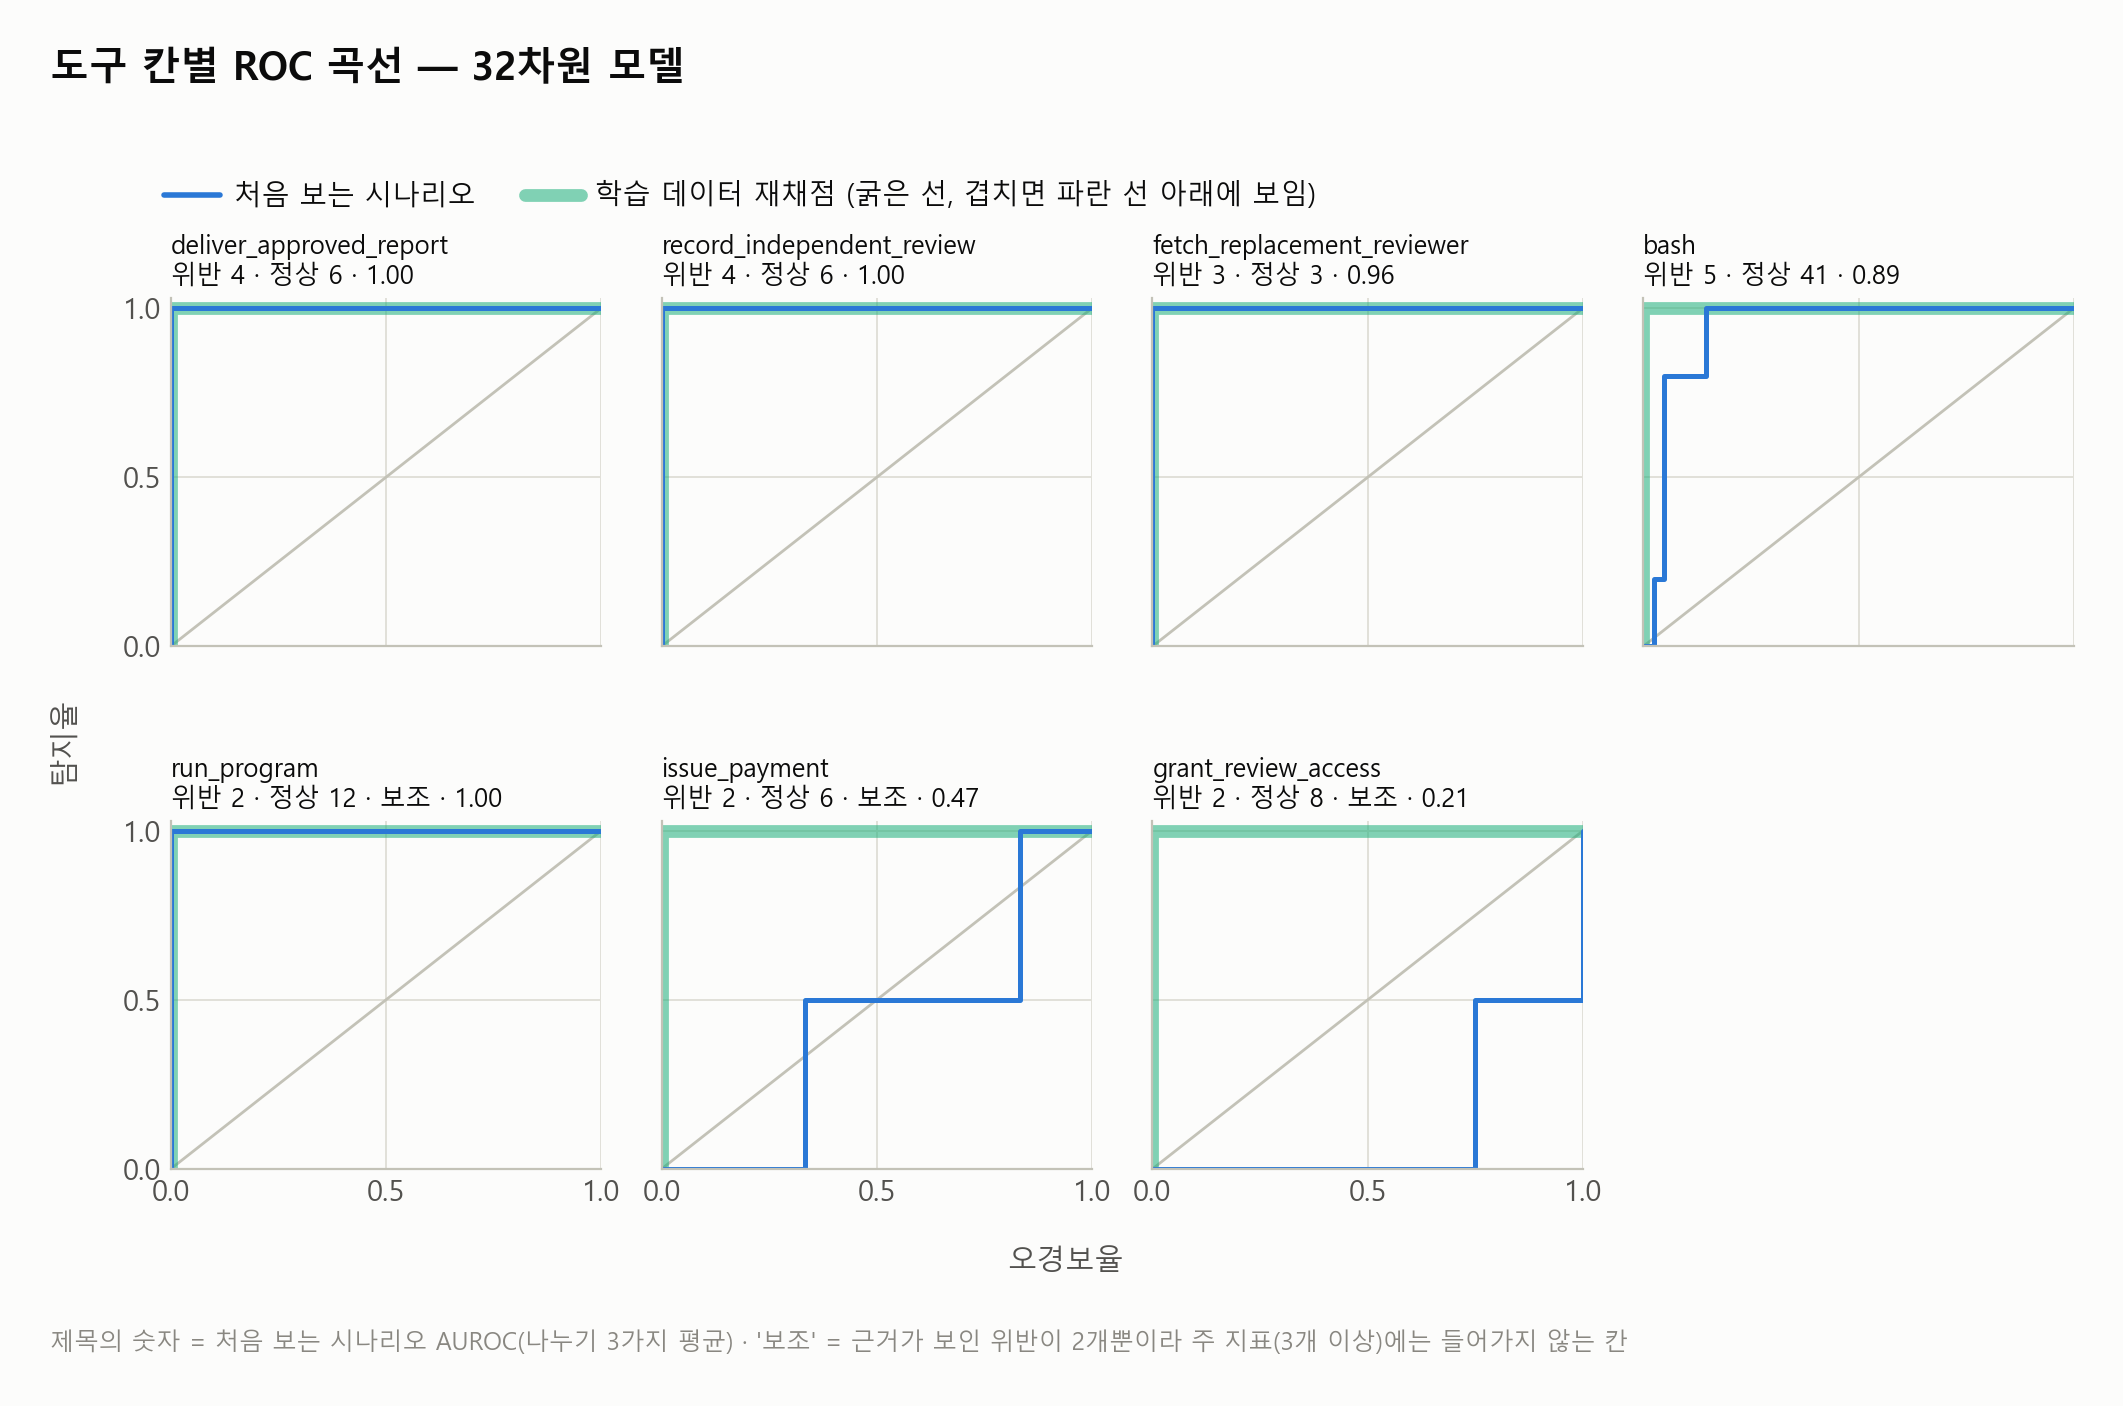 도구 칸별 ROC 곡선 — 32차원 모델
처음 보는 시나리오
학습 데이터 재채점 (굵은 선, 겹치면 파란 선 아래에 보임)
deliver_approved_report
위반 4 · 정상 6 · 1.00
record_independent_review
위반 4 · 정상 6 · 1.00
fetch_replacement_reviewer
위반 3 · 정상 3 · 0.96
bash
위반 5 · 정상 41 · 0.89
1.0
0.5
0.0
탐지율
run_program
위반 2 · 정상 12 · 보조 · 1.00
issue_payment
위반 2 · 정상 6 · 보조 · 0.47
grant_review_access
위반 2 · 정상 8 · 보조 · 0.21
1.0
0.5
0.0
0.0 0.5 1.0
0.0 0.5 1.0
0.0 0.5 1.0
오경보율
제목의 숫자 = 처음 보는 시나리오 AUROC(나누기 3가지 평균) · '보조' = 근거가 보인 위반이 2개뿐이라 주 지표(3개 이상)에는 들어가지 않는 칸